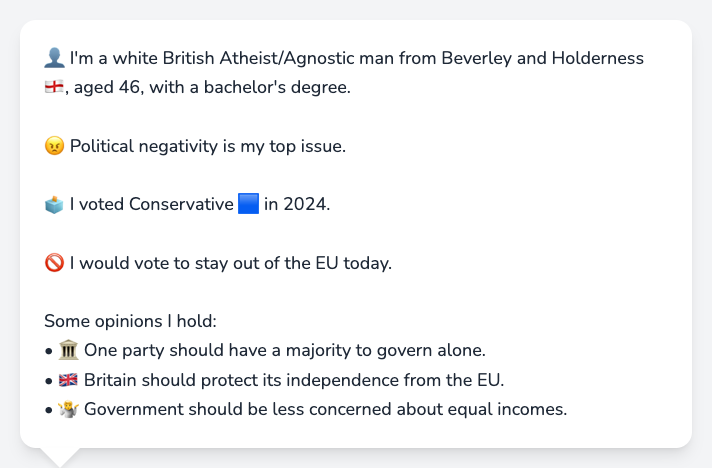 👤 I'm a white British Atheist/Agnostic man from Beverley and Holderness
🏴󠁧󠁢󠁥󠁮󠁧󠁿, aged 46, with a bachelor's degree.
😠 Political negativity is my top issue.
🗳️ I voted Conservative 🟦 in 2024.
🚫 I would vote to stay out of the EU today.
Some opinions I hold:
• 🏛️ One party should have a majority to govern alone.
• 🇬🇧 Britain should protect its independence from the EU.
• 🤷 Government should be less concerned about equal incomes.